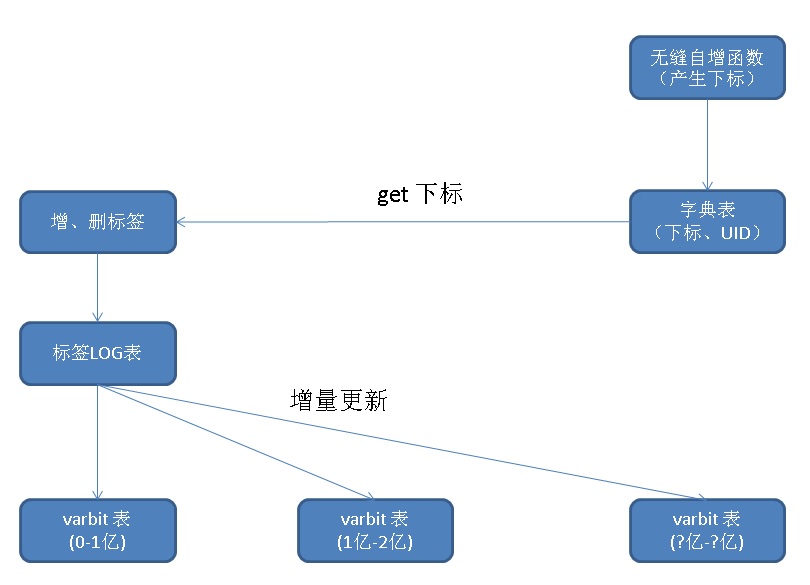 无缝自增函数
（产生下标）
get 下标
增、删标签
字典表
（下标、UID）
标签LOG表
增量更新
varbit 表
(0-1亿)
varbit 表
(1亿-2亿)
varbit 表
(?亿-?亿)